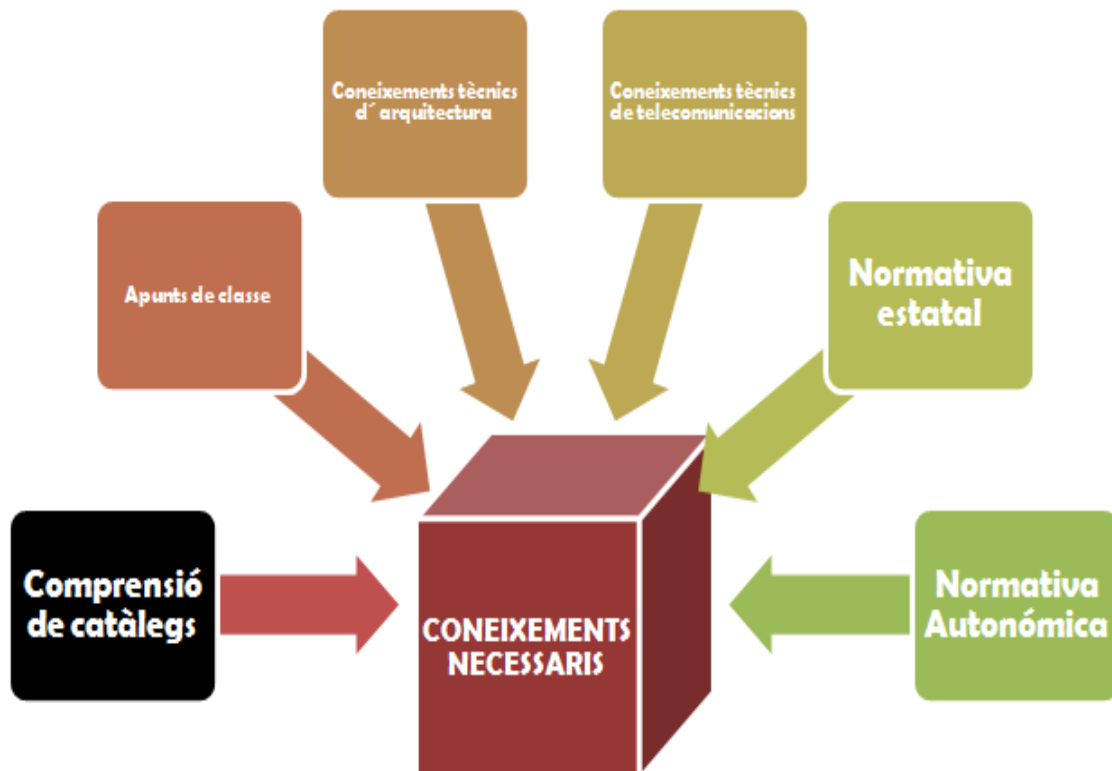 Coneixements tècnics
d´ arquitectura
Coneixements tècnics
de telecomunicacions
Apunts de classe
Normativa
estatal
Comprensió
de catàlegs
CONEIXEMENTS
NECESSARIS
Normativa
Autonómica